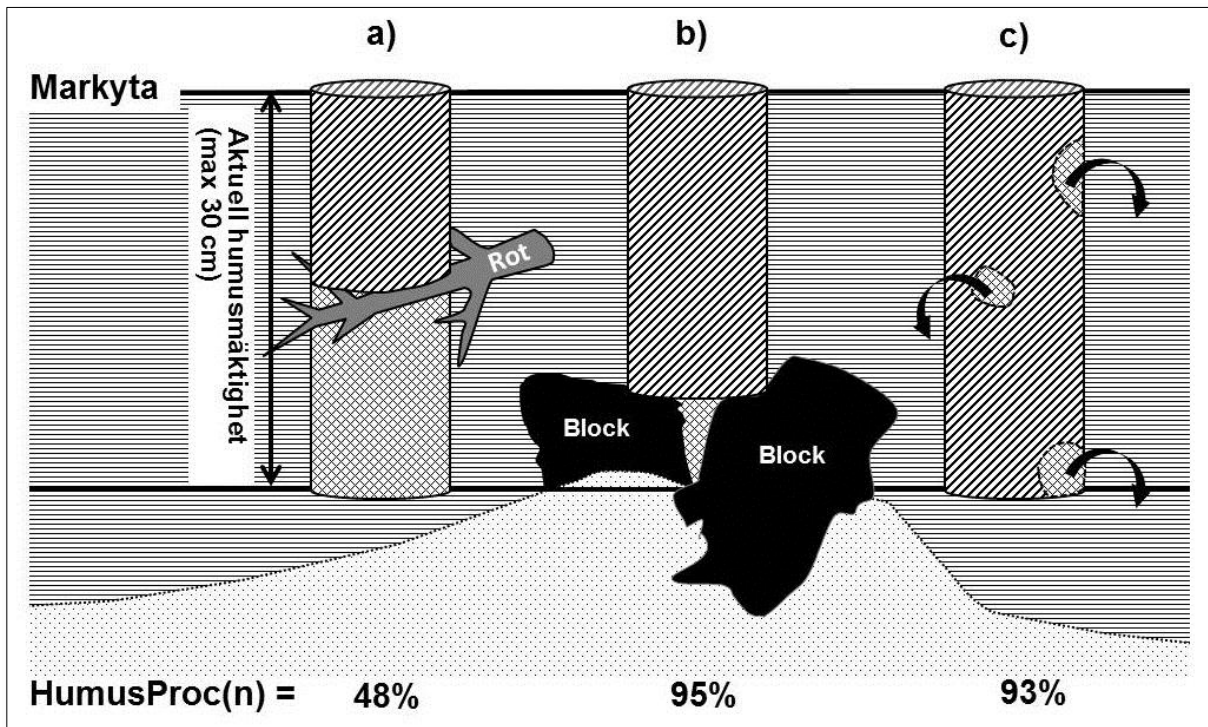 a) b) c)
Markyta
Aktuell humusmäktighet
(max 30 cm)
Rot
Block
Block
HumusProc(n) = 48% 95% 93%